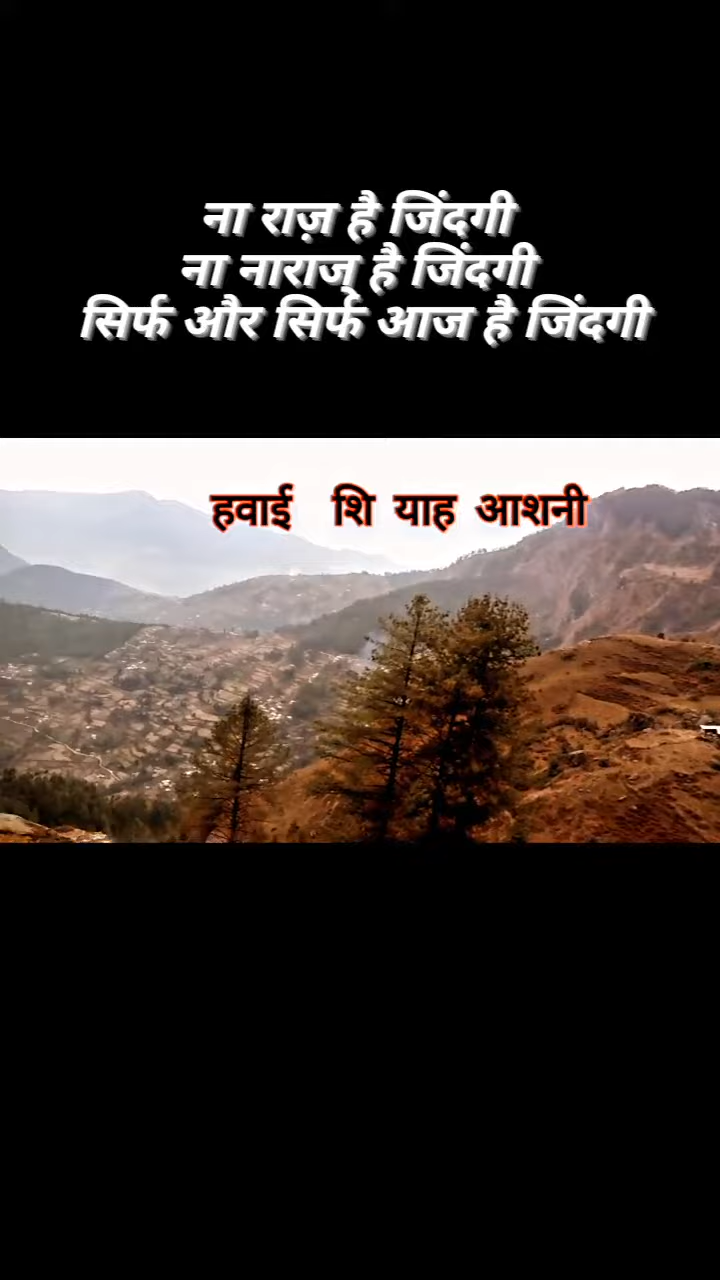 ना राज़ है जिंदगी
ना नाराज़ है जिंदगी
सिर्फ और सिर्फ आज है जिंदगी
हवाई शि याह आशनी